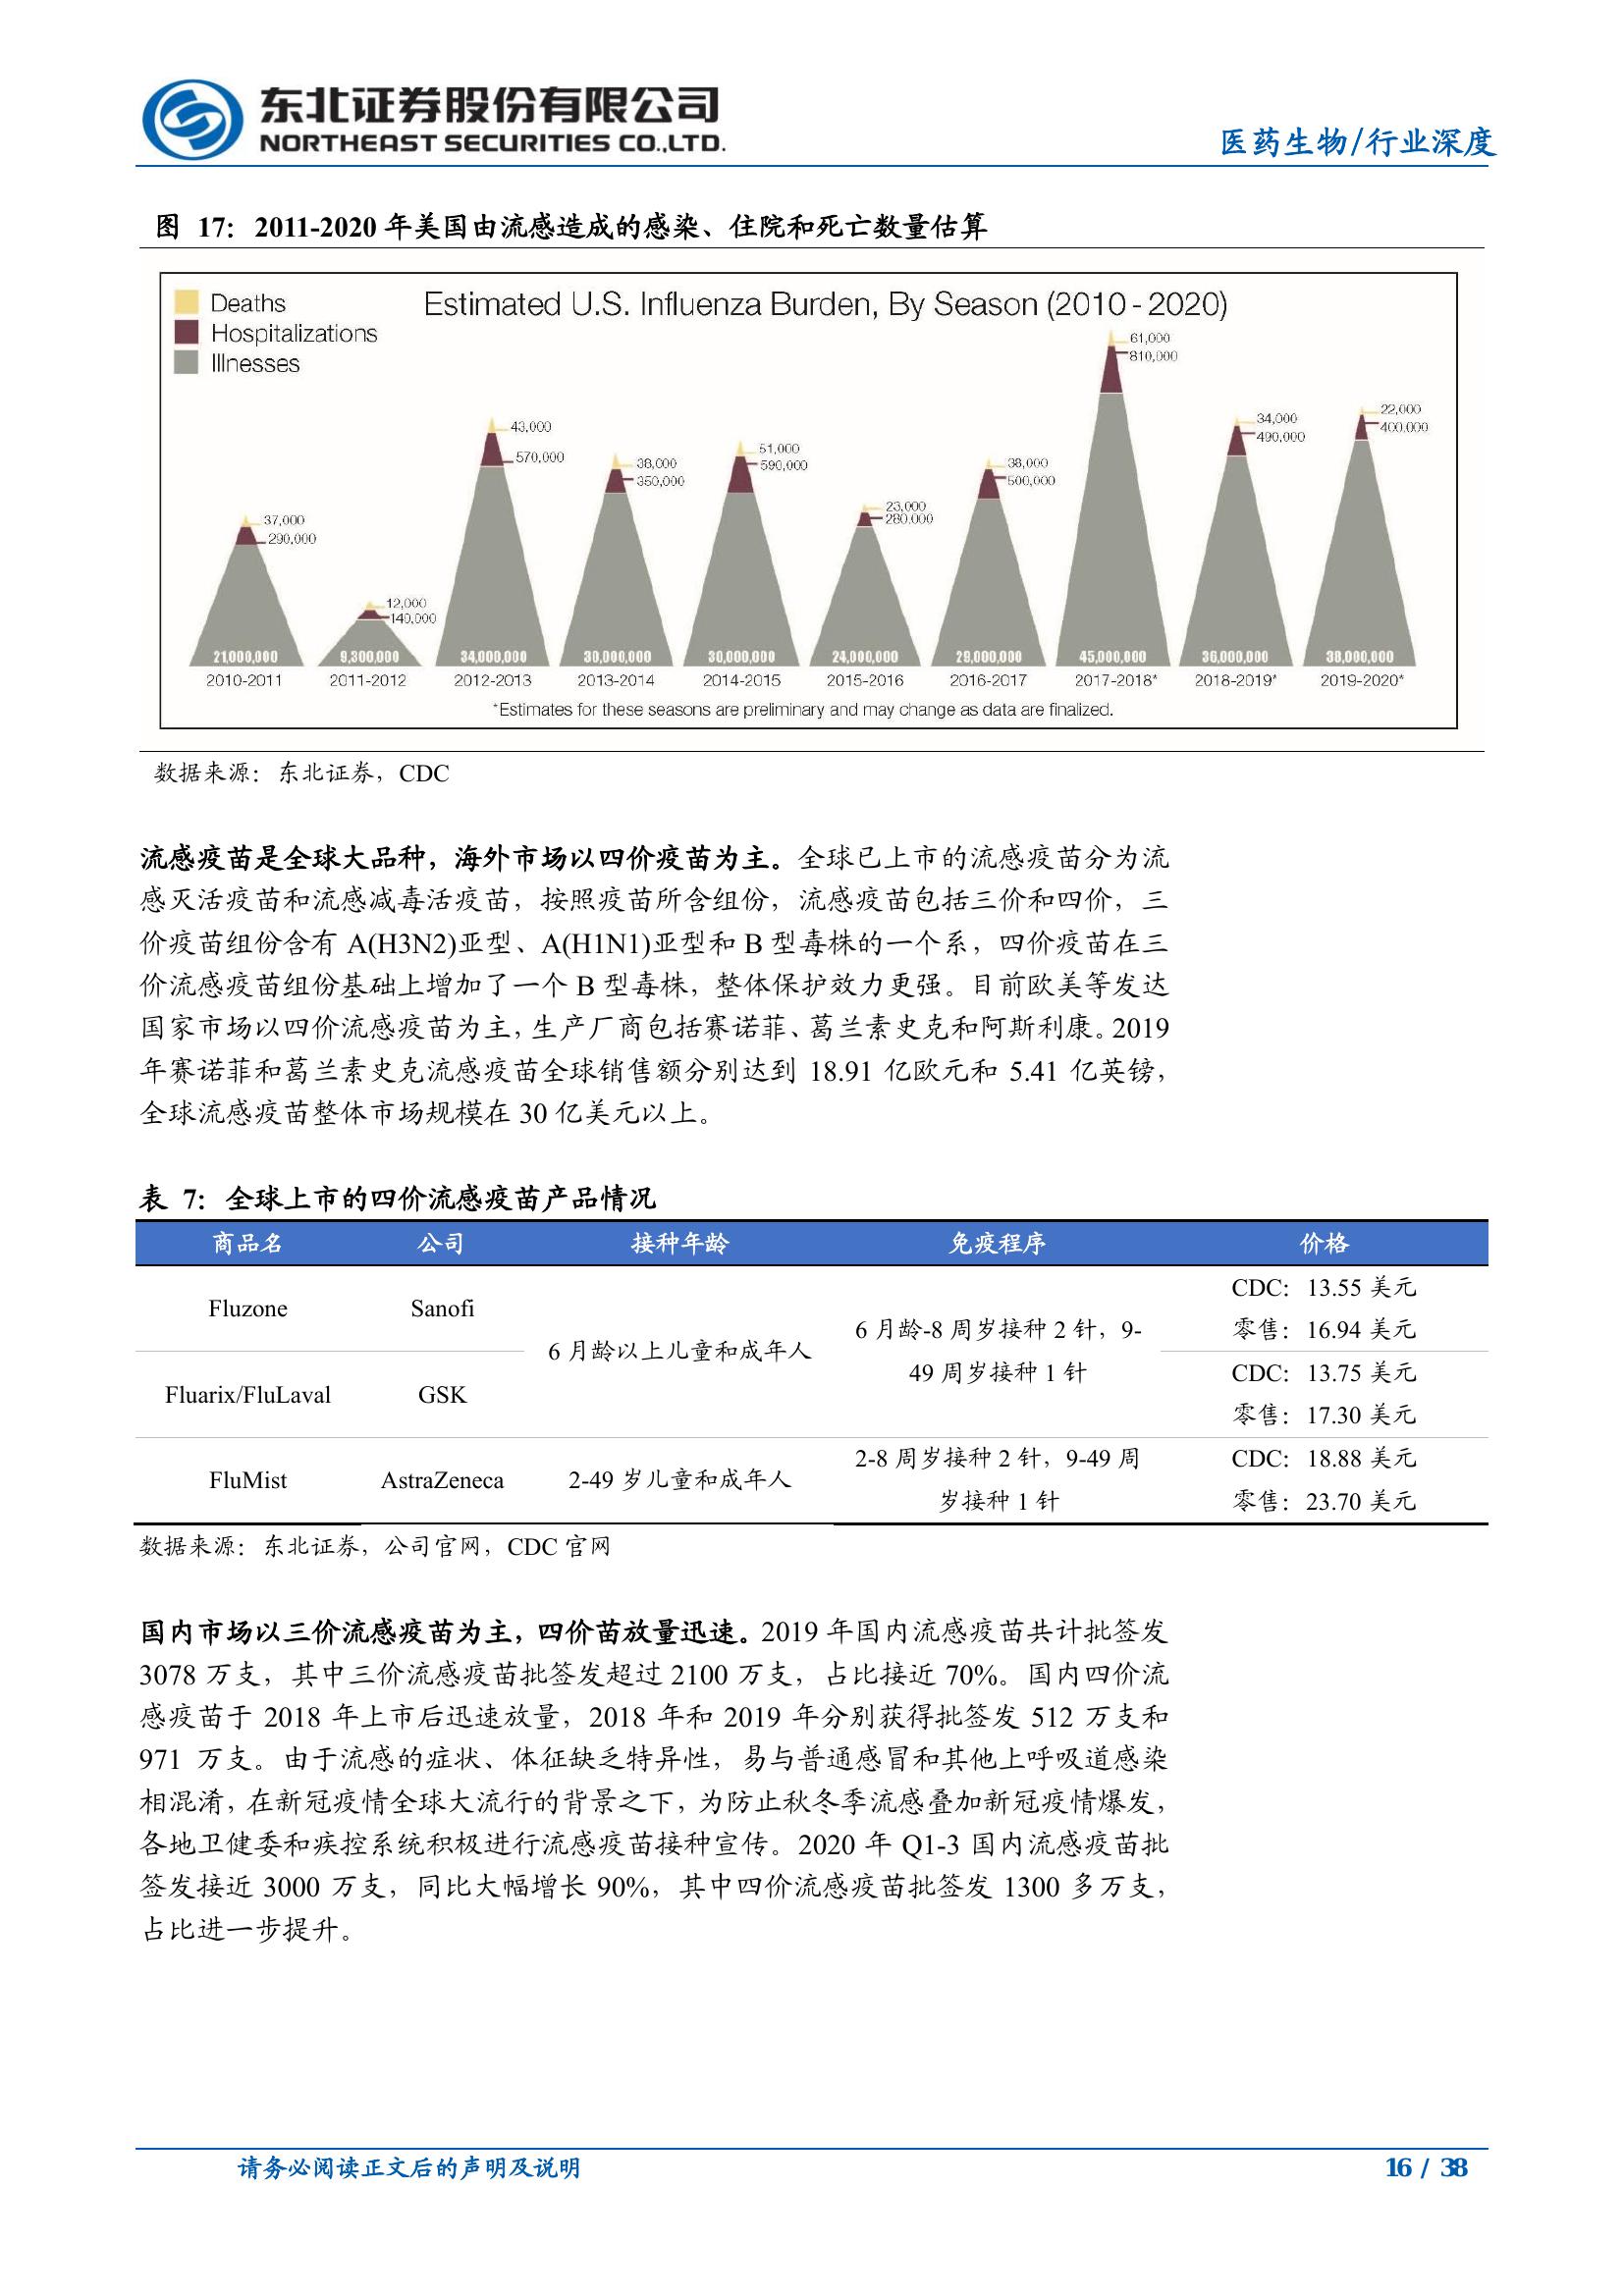 东北证券股份有限公司
NORTHEAST SECURITIES CO.,LTD.
医药生物/行业深度
图 17：2011-2020 年美国由流感造成的感染、住院和死亡数量估算
Estimated U.S. Influenza Burden, By Season (2010 - 2020)
Deaths
Hospitalizations
Illnesses
37,000
290,000
21,000,000
2010-2011
12,000
140,000
9,300,000
2011-2012
43,000
570,000
34,000,000
2012-2013
38,000
350,000
30,000,000
2013-2014
51,000
590,000
30,000,000
2014-2015
23,000
280,000
24,000,000
2015-2016
38,000
500,000
29,000,000
2016-2017
61,000
810,000
45,000,000
2017-2018*
34,000
490,000
36,000,000
2018-2019*
22,000
400,000
38,000,000
2019-2020*
*Estimates for these seasons are preliminary and may change as data are finalized.
数据来源：东北证券，CDC
流感疫苗是全球大品种，海外市场以四价疫苗为主。全球已上市的流感疫苗分为流
感灭活疫苗和流感减毒活疫苗，按照疫苗所含组份，流感疫苗包括三价和四价，三
价疫苗组份含有 A(H3N2)亚型、A(H1N1)亚型和 B 型毒株的一个系，四价疫苗在三
价流感疫苗组份基础上增加了一个 B 型毒株，整体保护效力更强。目前欧美等发达
国家市场以四价流感疫苗为主，生产厂商包括赛诺菲、葛兰素史克和阿斯利康。2019
年赛诺菲和葛兰素史克流感疫苗全球销售额分别达到 18.91 亿欧元和 5.41 亿英镑，
全球流感疫苗整体市场规模在 30 亿美元以上。
表 7：全球上市的四价流感疫苗产品情况
商品名 公司 接种年龄 免疫程序 价格
Fluzone Sanofi
6 月龄以上儿童和成年人
6 月龄-8 周岁接种 2 针，9-
49 周岁接种 1 针
CDC：13.55 美元
零售：16.94 美元
Fluarix/FluLaval GSK
CDC：13.75 美元
零售：17.30 美元
FluMist AstraZeneca 2-49 岁儿童和成年人
2-8 周岁接种 2 针，9-49 周
岁接种 1 针
CDC：18.88 美元
零售：23.70 美元
数据来源：东北证券，公司官网，CDC 官网
国内市场以三价流感疫苗为主，四价苗放量迅速。2019 年国内流感疫苗共计批签发
3078 万支，其中三价流感疫苗批签发超过 2100 万支，占比接近 70%。国内四价流
感疫苗于 2018 年上市后迅速放量，2018 年和 2019 年分别获得批签发 512 万支和
971 万支。由于流感的症状、体征缺乏特异性，易与普通感冒和其他上呼吸道感染
相混淆，在新冠疫情全球大流行的背景之下，为防止秋冬季流感叠加新冠疫情爆发，
各地卫健委和疾控系统积极进行流感疫苗接种宣传。2020 年 Q1-3 国内流感疫苗批
签发接近 3000 万支，同比大幅增长 90%，其中四价流感疫苗批签发 1300 多万支，
占比进一步提升。
请务必阅读正文后的声明及说明
16 / 38